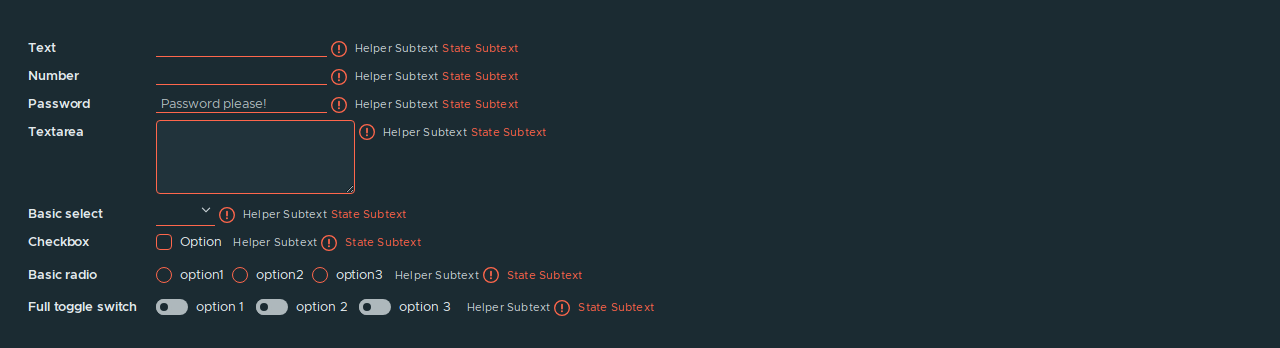 Text Helper Subtext State Subtext
Number Helper Subtext State Subtext
Password Password please! Helper Subtext State Subtext
Textarea Helper Subtext State Subtext
Basic select Helper Subtext State Subtext
Checkbox Option Helper Subtext State Subtext
Basic radio option1 option2 option3 Helper Subtext State Subtext
Full toggle switch option 1 option 2 option 3 Helper Subtext State Subtext